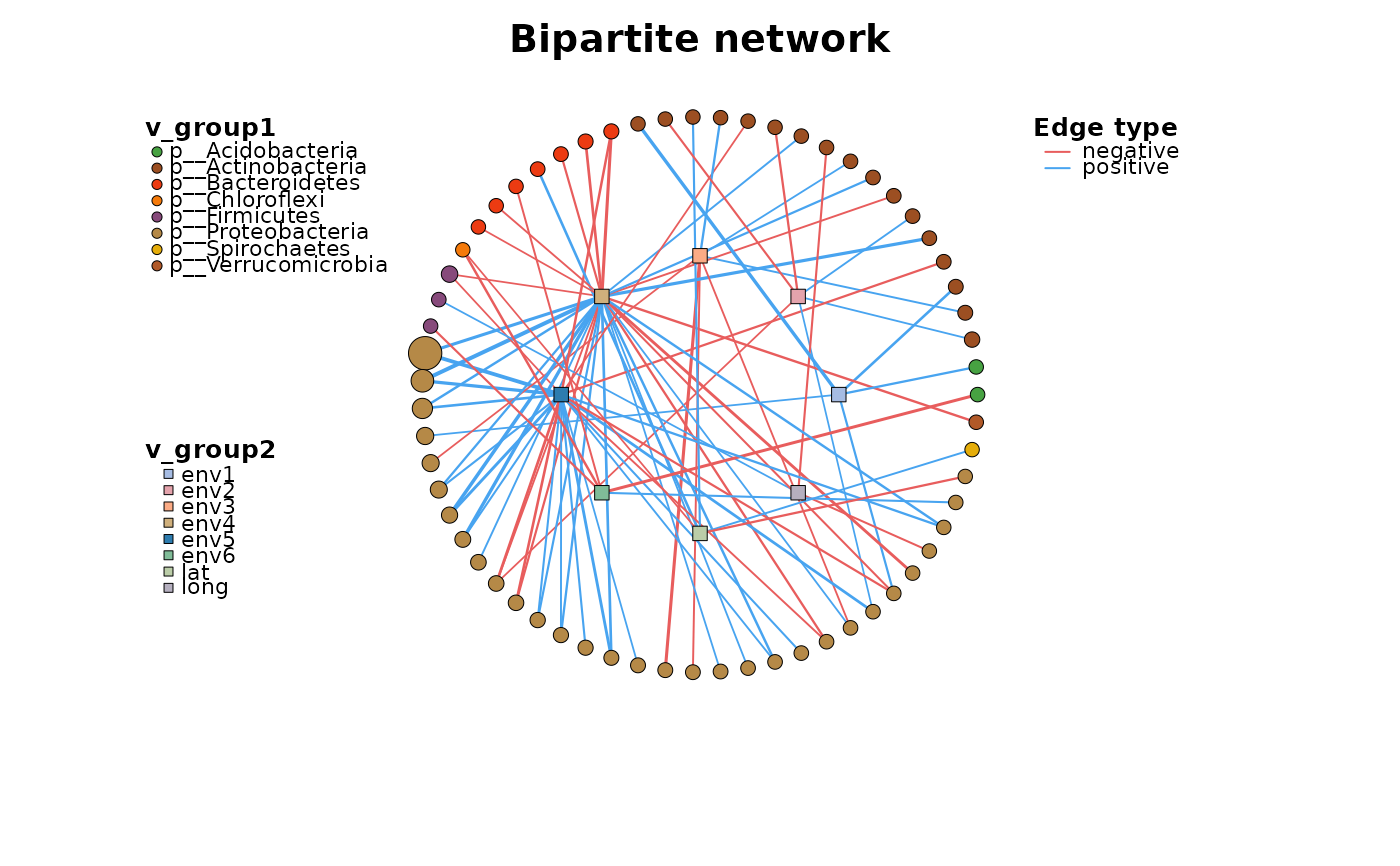 Bipartite network
v_group1
p__Acidobacteria
p__Actinobacteria
p__Bacteroidetes
p__Chloroflexi
p__Firmicutes
p__Proteobacteria
p__Spirochaetes
p__Verrucomicrobia
v_group2
env1
env2
env3
env4
env5
env6
lat
long
Edge type
negative
positive